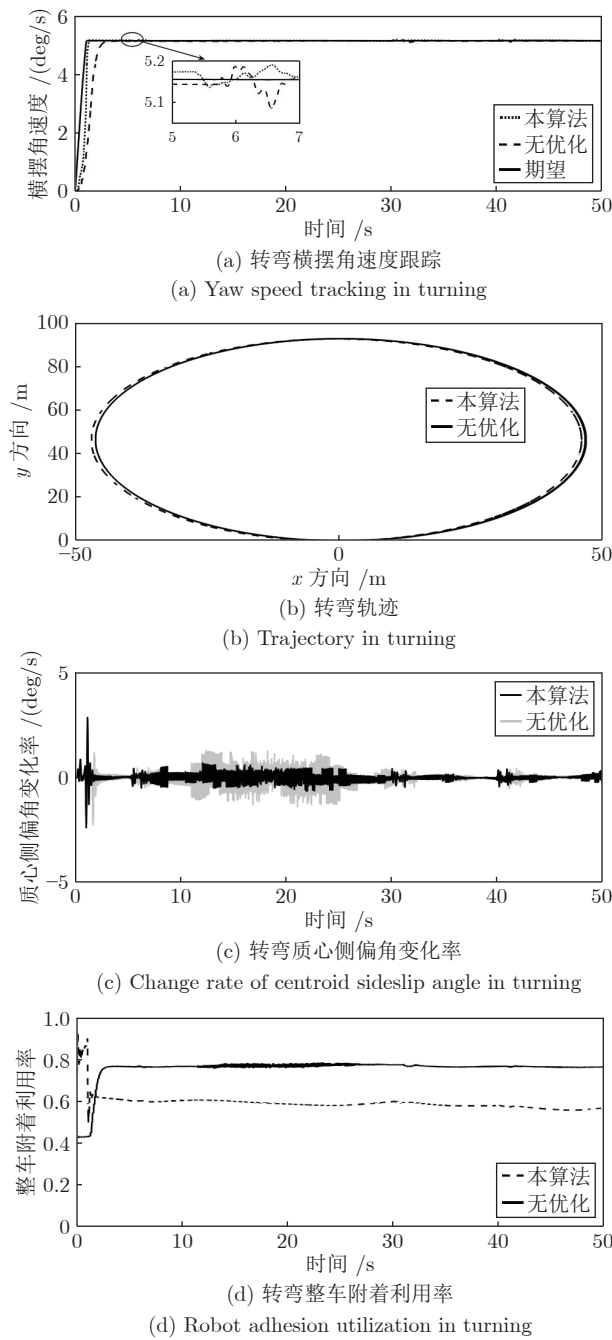 6
4
2
0
横摆角速度 /(deg/s)
5.2
5.1
5
6
7
本算法
无优化
期望
0
10
20
30
40
50
时间 /s
(a) 转弯横摆角速度跟踪
(a) Yaw speed tracking in turning
100
80
60
40
20
0
y 方向 /m
本算法
无优化
−50
0
50
x 方向 /m
(b) 转弯轨迹
(b) Trajectory in turning
5
0
−5
质心侧偏角变化率 /(deg/s)
本算法
无优化
0
10
20
30
40
50
时间 /s
(c) 转弯质心侧偏角变化率
(c) Change rate of centroid sideslip angle in turning
1.0
0.8
0.6
0.4
0.2
0
整车附着利用率
本算法
无优化
0
10
20
30
40
50
时间 /s
(d) 转弯整车附着利用率
(d) Robot adhesion utilization in turning